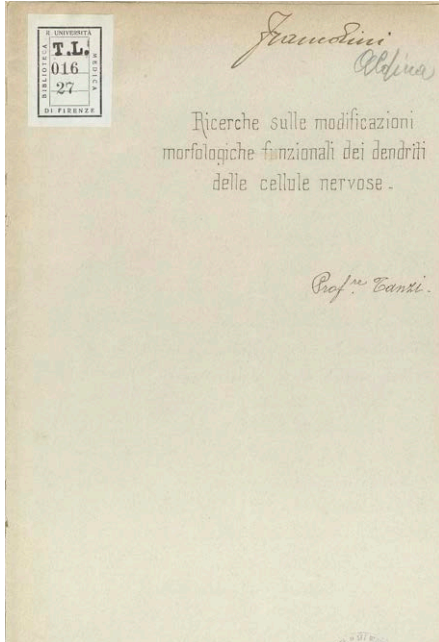 R. UNIVERSITÀ
BIBLIOTECA
T.L.
016
27
MEDICA
DI FIRENZE
Francolini
Ricerche sulle modificazioni
morfologiche funzionali dei dendriti
delle cellule nervose.
Prof.re Tanzi.